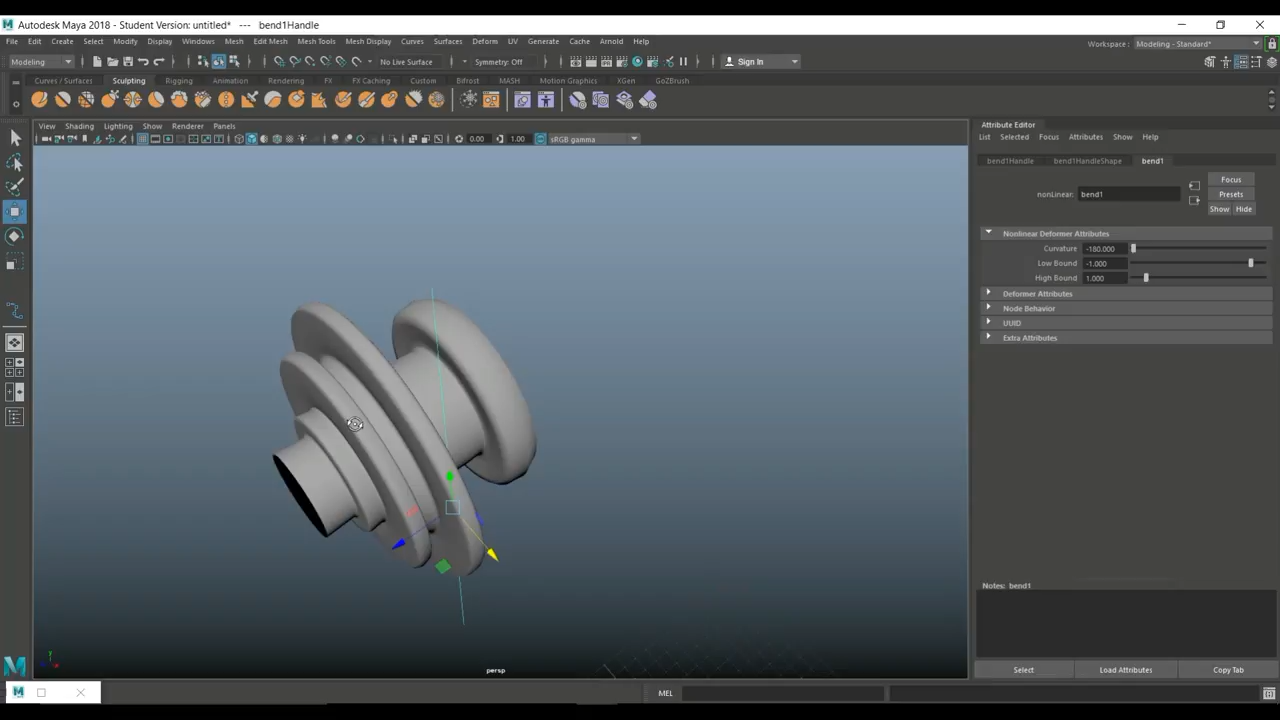 Autodesk Maya 2018 - Student Version: untitled* --- bend1Handle
File Edit Create Select Modify Display Windows Mesh Edit Mesh Mesh Tools Mesh Display Curves Surfaces Deform UV Generate Cache Arnold Help
Workspace : Modeling - Standard*
Modeling No Live Surface Symmetry: Off Sign In
Curves / Surfaces Sculpting Rigging Animation Rendering FX FX Caching Custom Bifrost MASH Motion Graphics XGen GoZBrush
View Shading Lighting Show Renderer Panels
0.00 1.00 sRGB gamma
persp
Attribute Editor
List Selected Focus Attributes Show Help
bend1Handle bend1HandleShape bend1
Focus
nonLinear: bend1 Presets
Show Hide
Nonlinear Deformer Attributes
Curvature -180.000
Low Bound -1.000
High Bound 1.000
Deformer Attributes
Node Behavior
UUID
Extra Attributes
Notes: bend1
Select Load Attributes Copy Tab
MEL